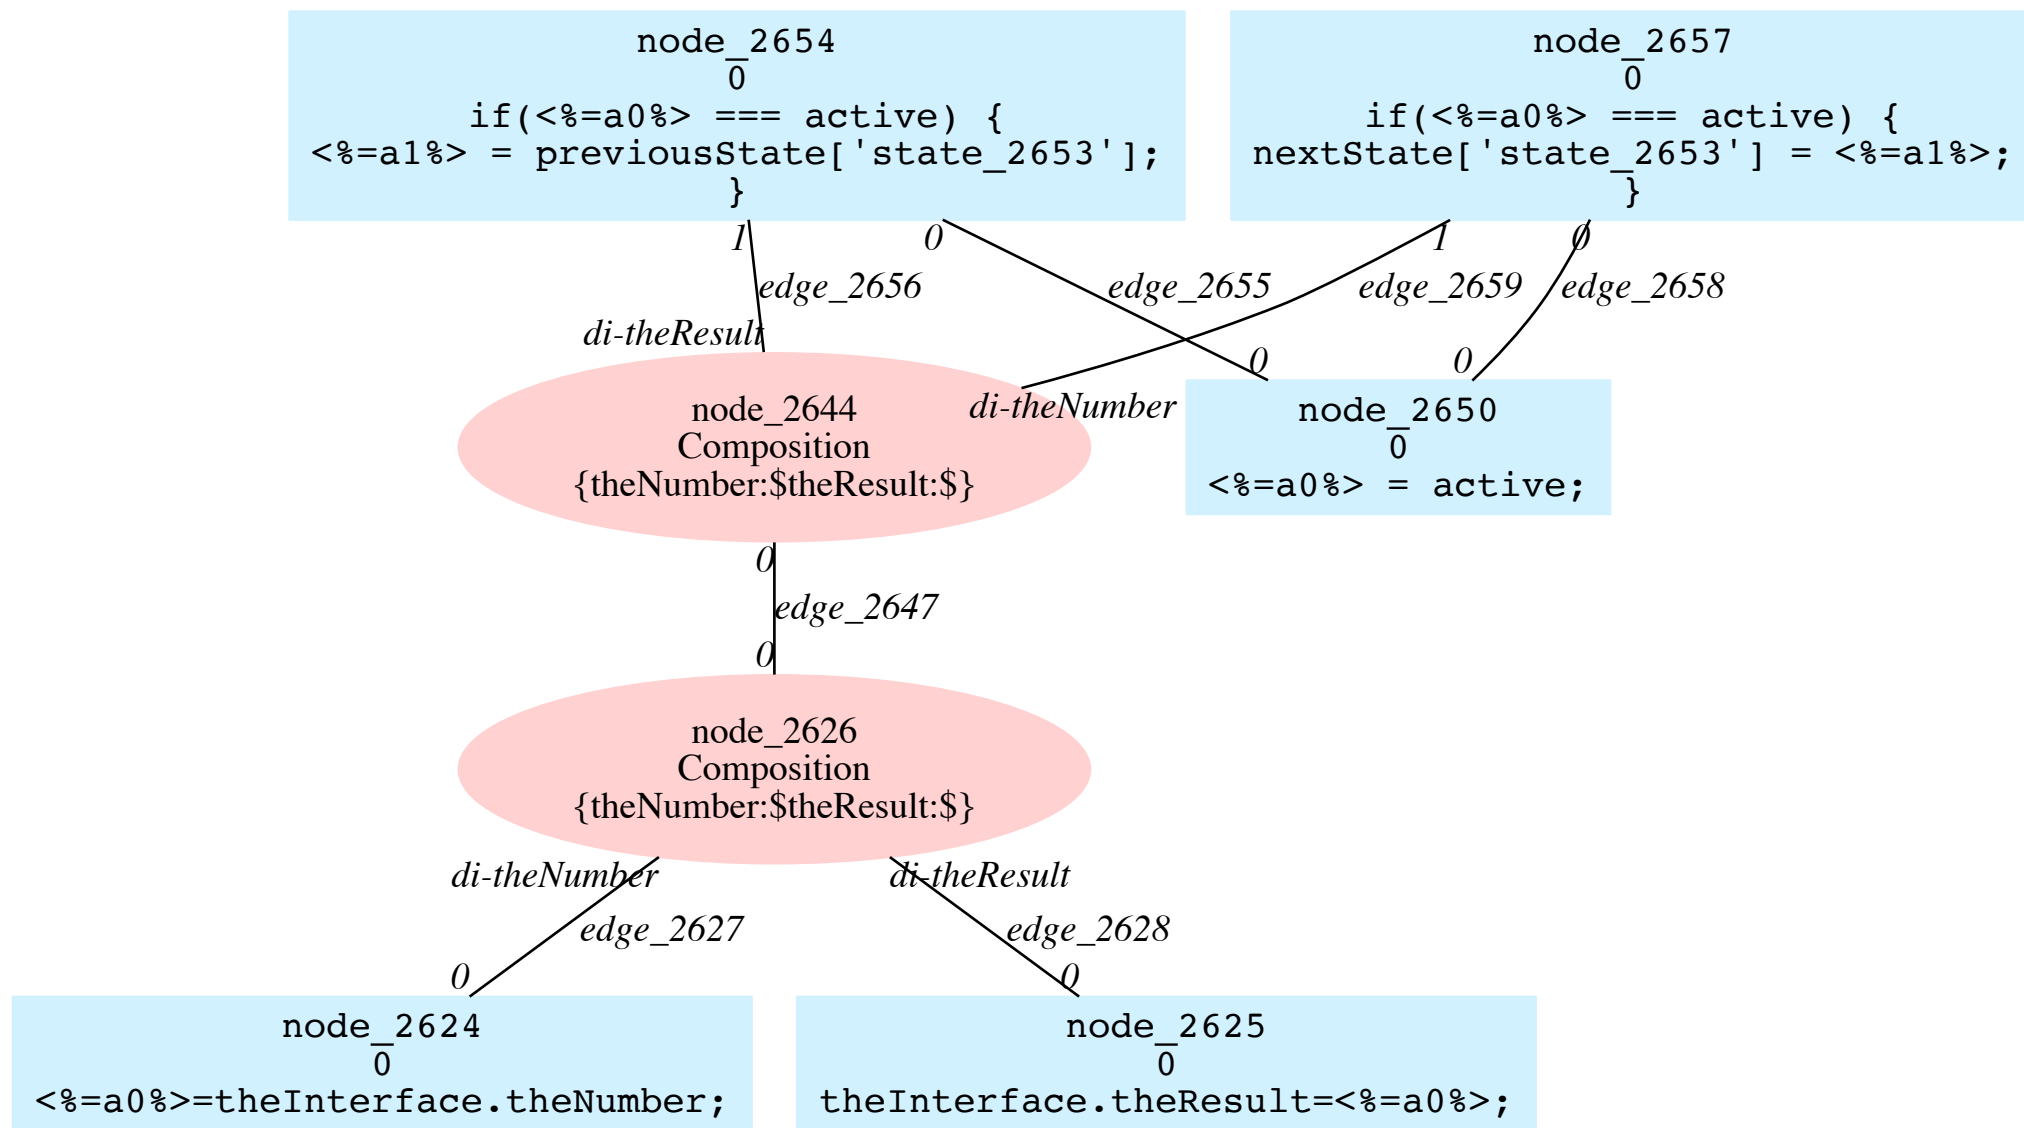 node_2654
0
if(<%=a0%> === active) {
<%=a1%> = previousState['state_2653'];
}
node_2657
0
if(<%=a0%> === active) {
nextState['state_2653'] = <%=a1%>;
}
1
0
1
0
edge_2656
edge_2655
edge_2659
edge_2658
di-theResult
0
0
di-theNumber
node_2644
Composition
{theNumber:$theResult:$}
node_2650
0
<%=a0%> = active;
0
edge_2647
0
node_2626
Composition
{theNumber:$theResult:$}
di-theNumber
di-theResult
edge_2627
edge_2628
0
0
node_2624
0
<%=a0%>=theInterface.theNumber;
node_2625
0
theInterface.theResult=<%=a0%>;